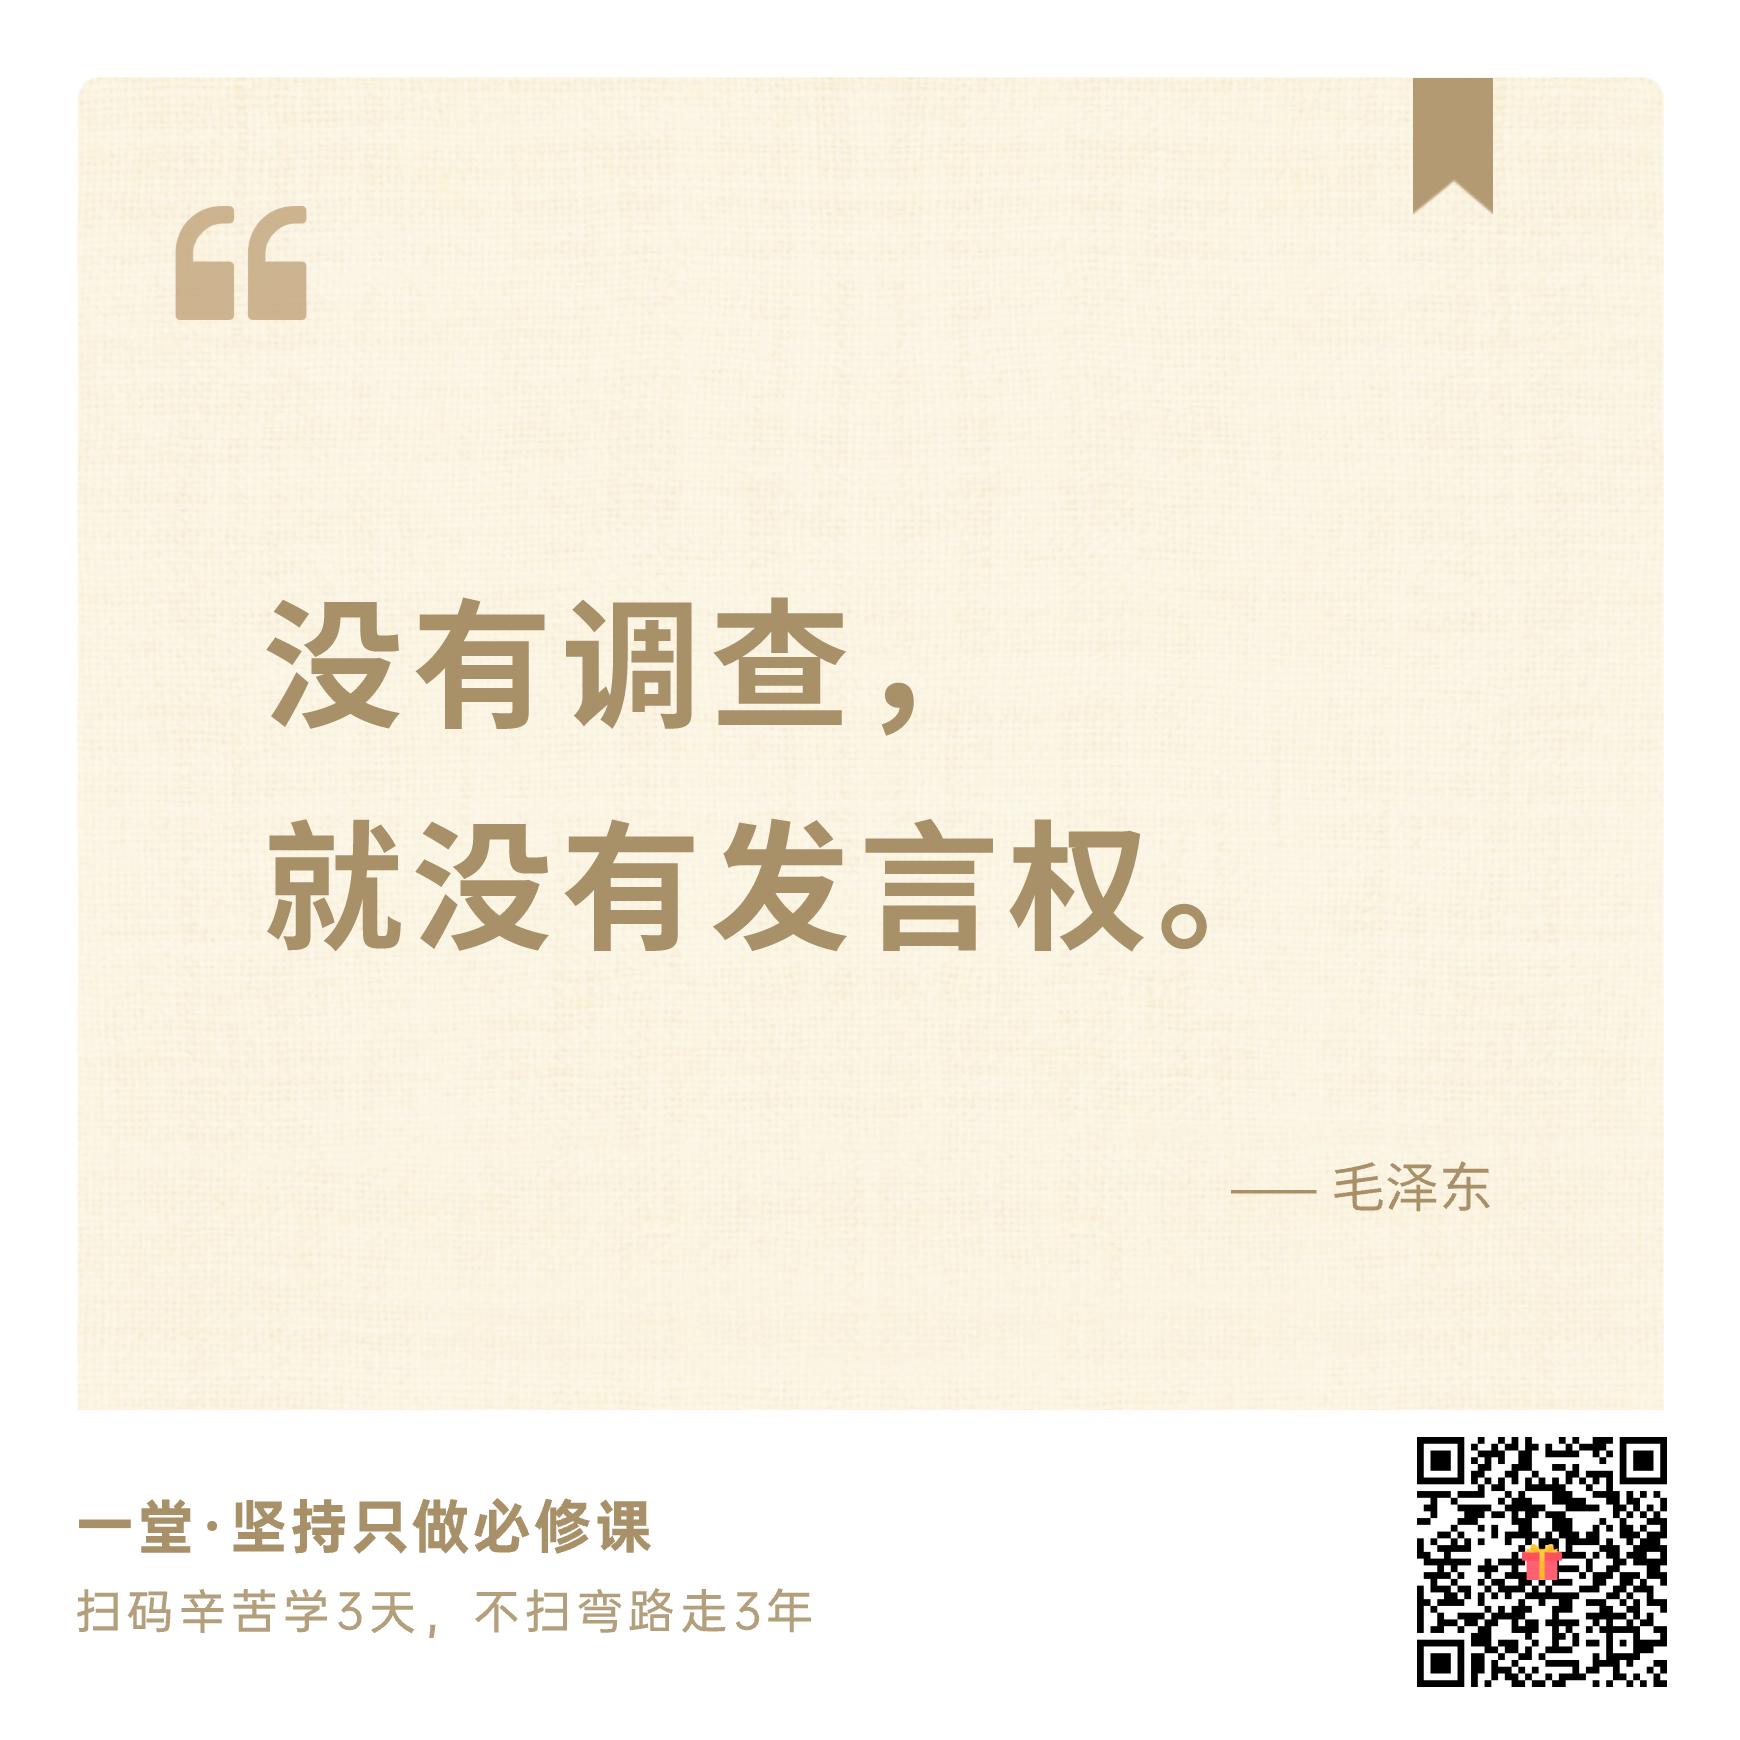 没有调查，
就没有发言权。
—— 毛泽东
一堂·坚持只做必修课
扫码辛苦学3天，不扫弯路走3年